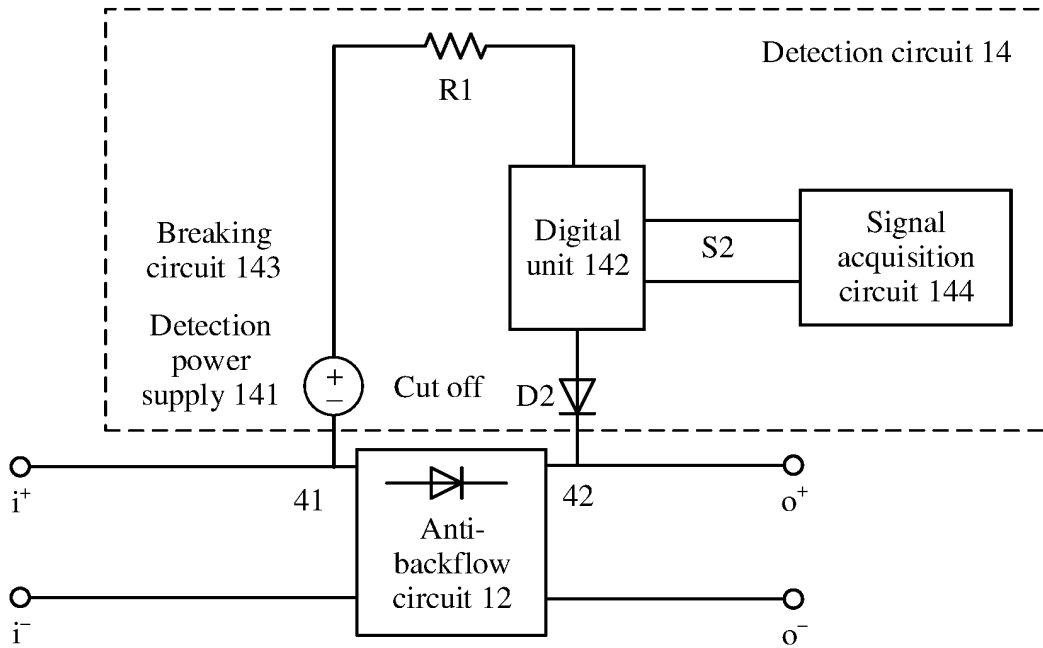 Detection circuit 14
R1
Breaking
circuit 143
Digital
unit 142
S2
Signal
acquisition
circuit 144
Detection
power
supply 141
+
−
Cut off
D2
i+
41
42
o+
Anti-
backflow
circuit 12
i−
o−